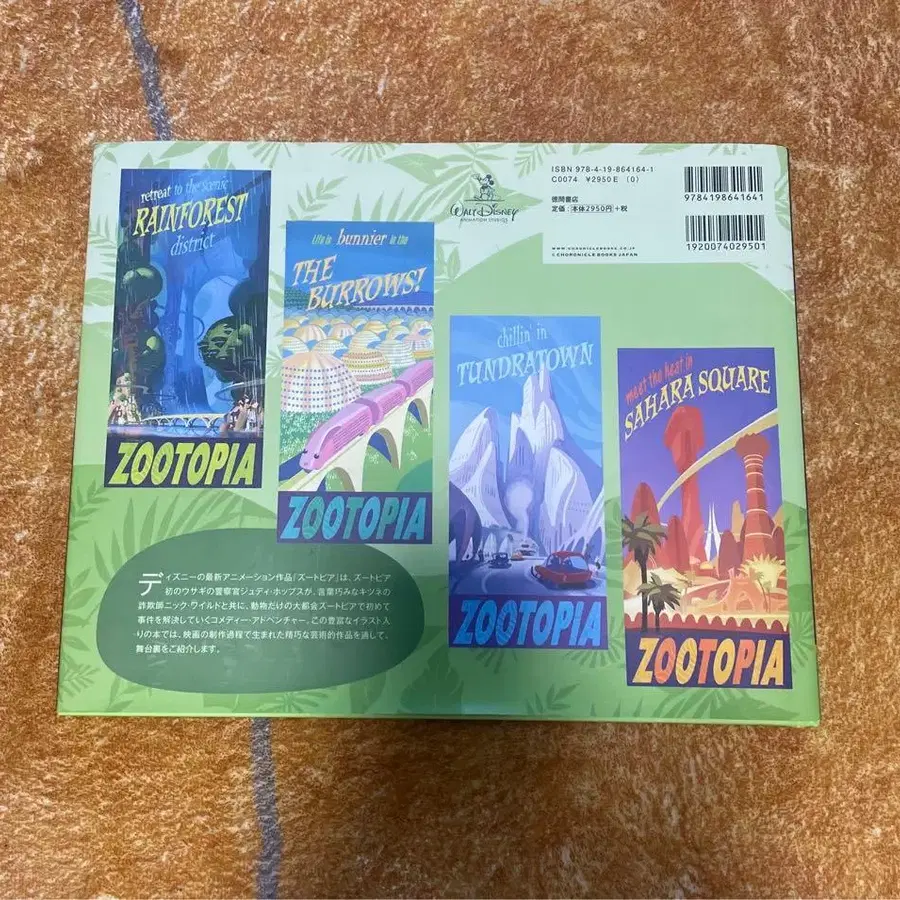 retreat to the scenic
RAINFOREST
district
ZOOTOPIA
life is bunnier in the
THE
BURROWS!
ZOOTOPIA
WALT DISNEY
ANIMATION STUDIOS
ISBN 978-4-19-864164-1
C0074 ¥2950E (0)
徳間書店
定価：本体2950円＋税
WWW.CHRONICLEBOOKS.CO.JP
©CHORONICLE BOOKS JAPAN
9784198641641
1920074029501
chillin' in
TUNDRATOWN
ZOOTOPIA
meet the heat in
SAHARA SQUARE
ZOOTOPIA
ディズニーの最新アニメーション作品「ズートピア」は、ズートピア
初のウサギの警察官ジュディ・ホップスが、言葉巧みなキツネの
詐欺師ニック・ワイルドと共に、動物だけの大都会ズートピアで初めて
事件を解決していくコメディー・アドベンチャー。この豊富なイラスト入
りの本では、映画の制作過程で生まれた精巧な芸術的作品を通して、
舞台裏をご紹介します。